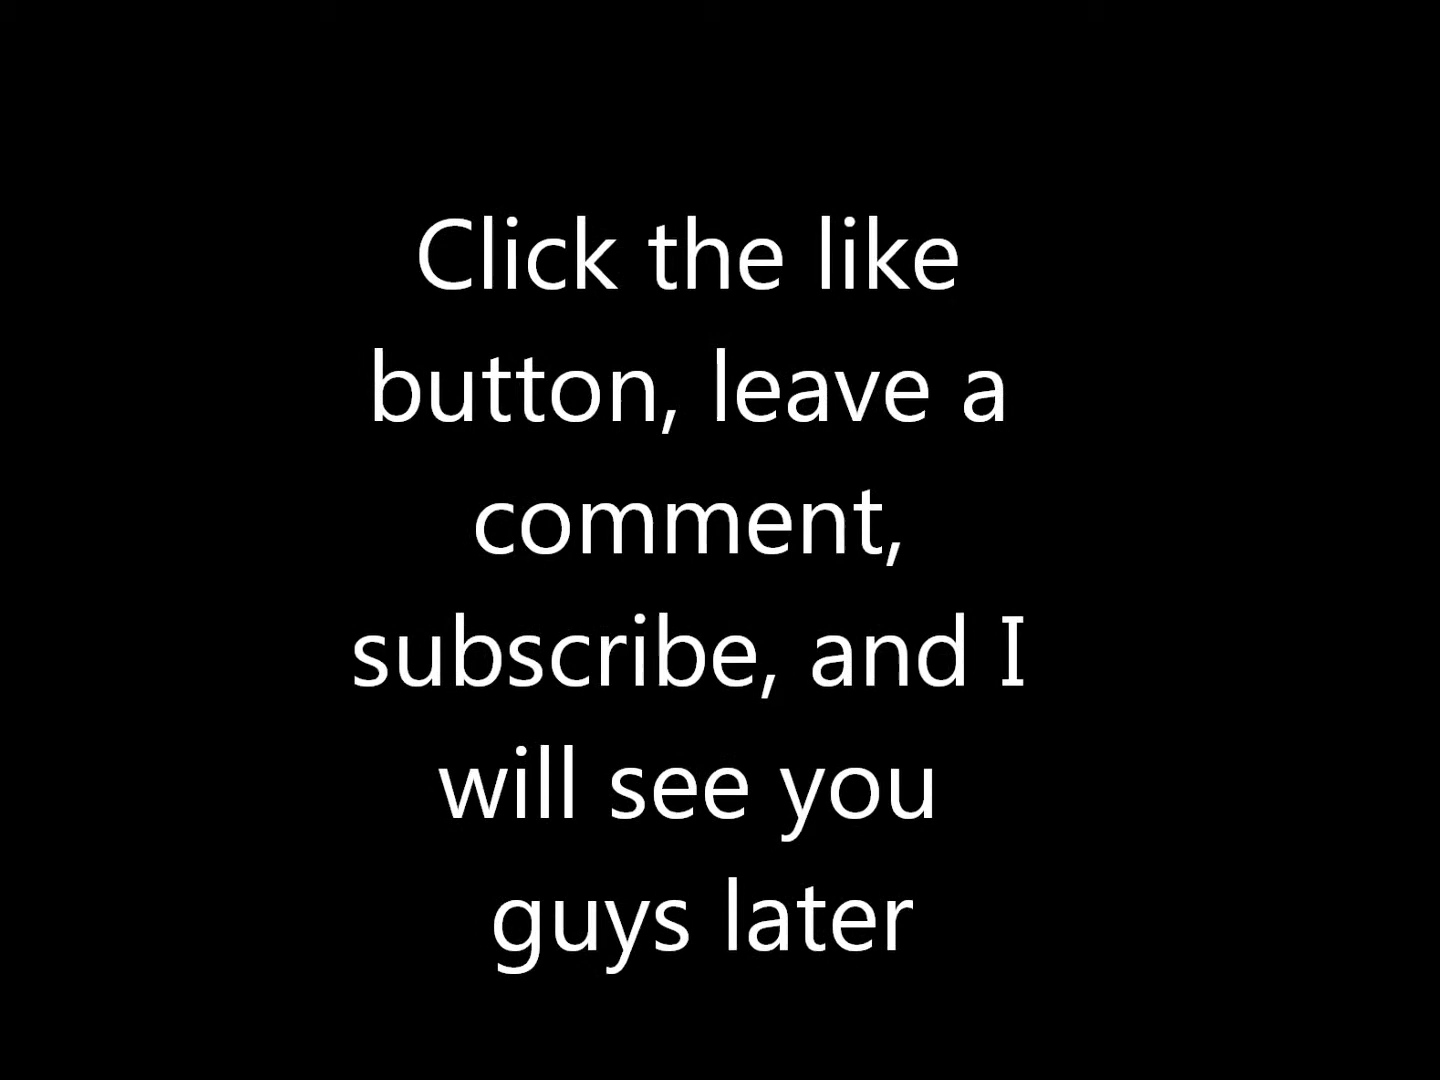 Click the like
button, leave a
comment,
subscribe, and I
will see you
guys later